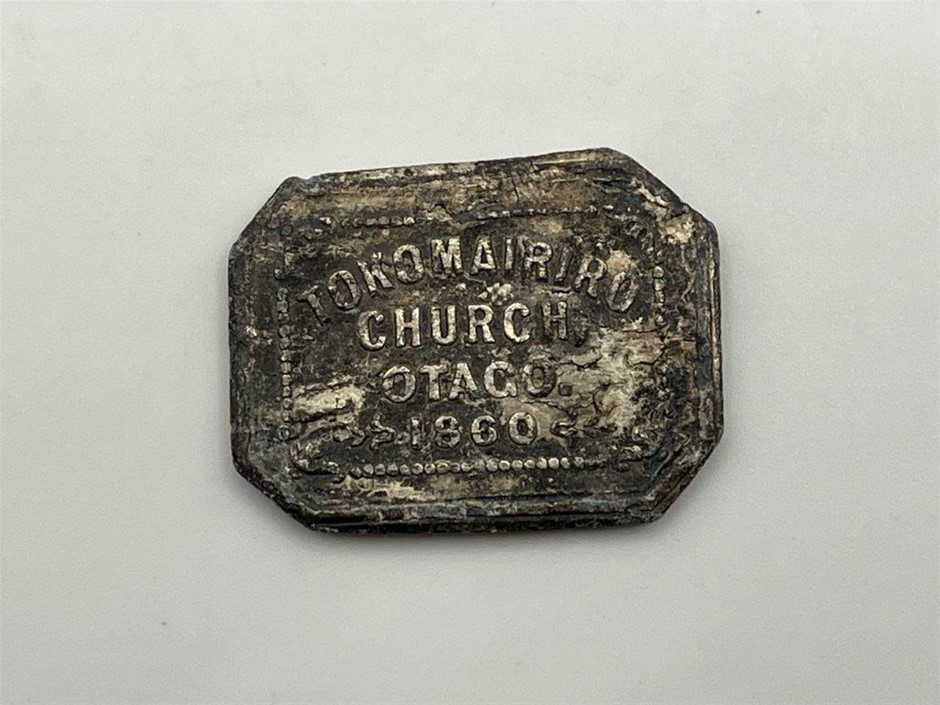 TOKOMAIRIRO
CHURCH,
OTAGO.
1860